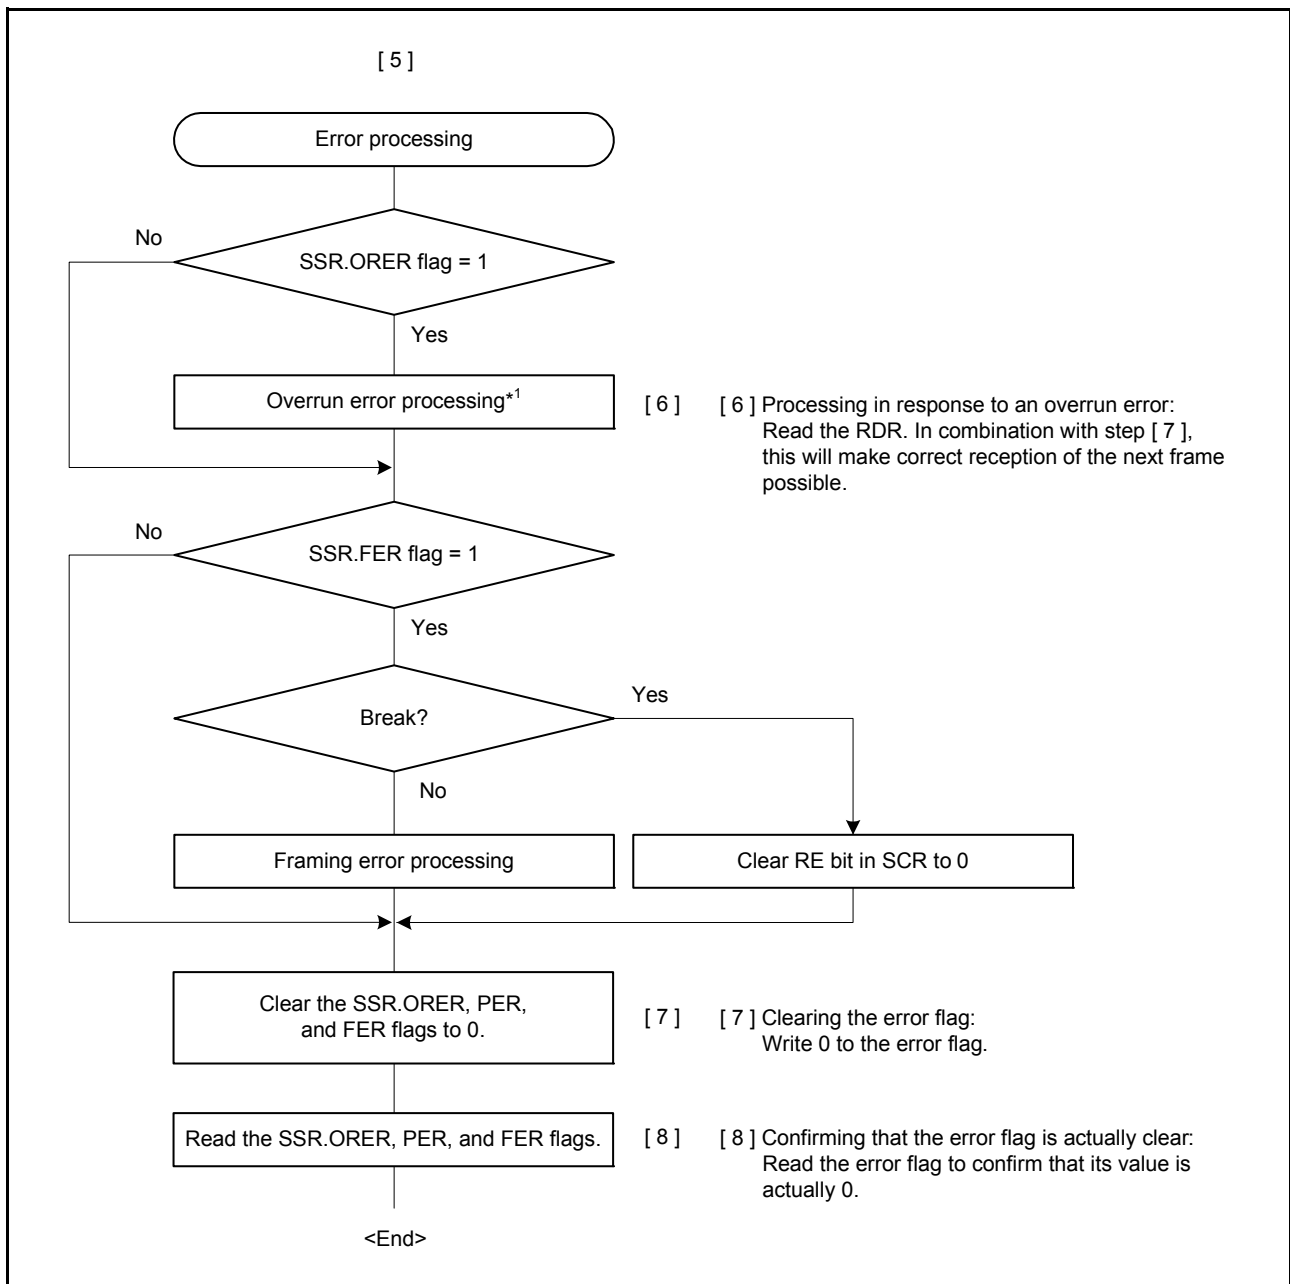 [ 5 ]
Error processing
No
SSR.ORER flag = 1
Yes
Overrun error processing*1
[ 6 ]
[ 6 ] Processing in response to an overrun error:
Read the RDR. In combination with step [ 7 ],
this will make correct reception of the next frame
possible.
No
SSR.FER flag = 1
Yes
Break?
Yes
No
Framing error processing
Clear RE bit in SCR to 0
Clear the SSR.ORER, PER,
and FER flags to 0.
[ 7 ]
[ 7 ] Clearing the error flag:
Write 0 to the error flag.
Read the SSR.ORER, PER, and FER flags.
[ 8 ]
[ 8 ] Confirming that the error flag is actually clear:
Read the error flag to confirm that its value is
actually 0.
<End>